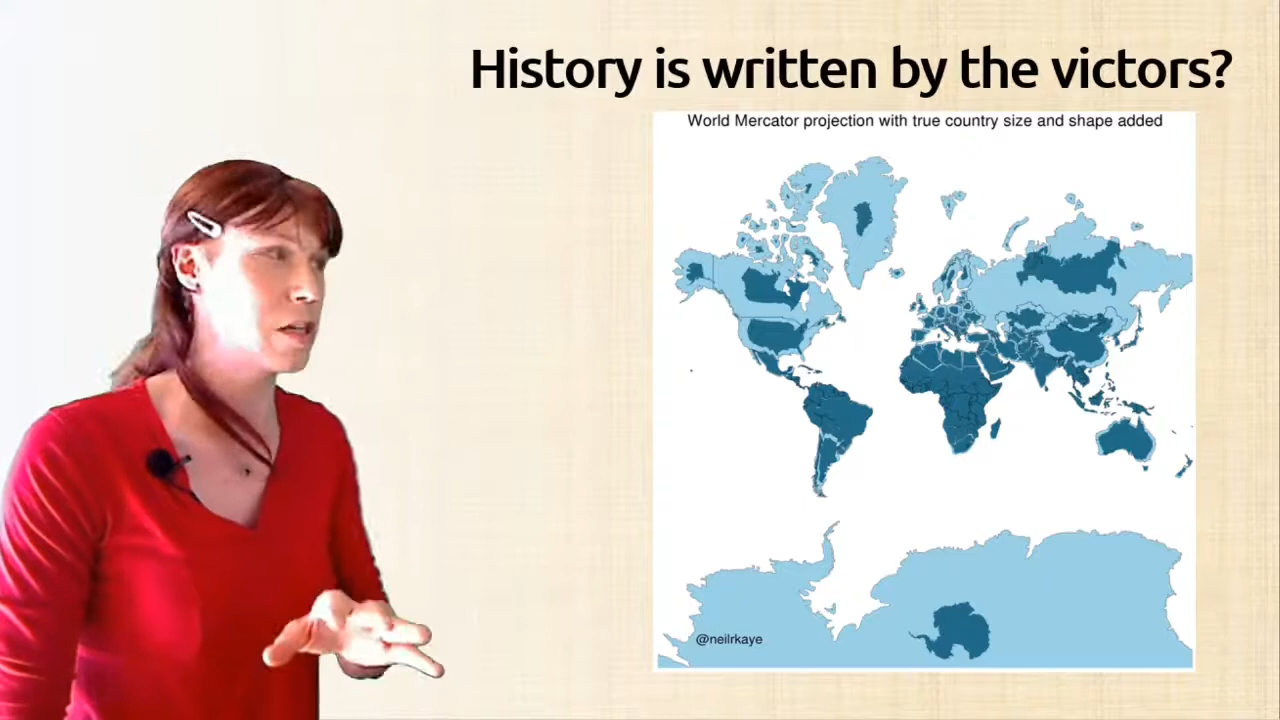 History is written by the victors?
World Mercator projection with true country size and shape added
@neilrkaye